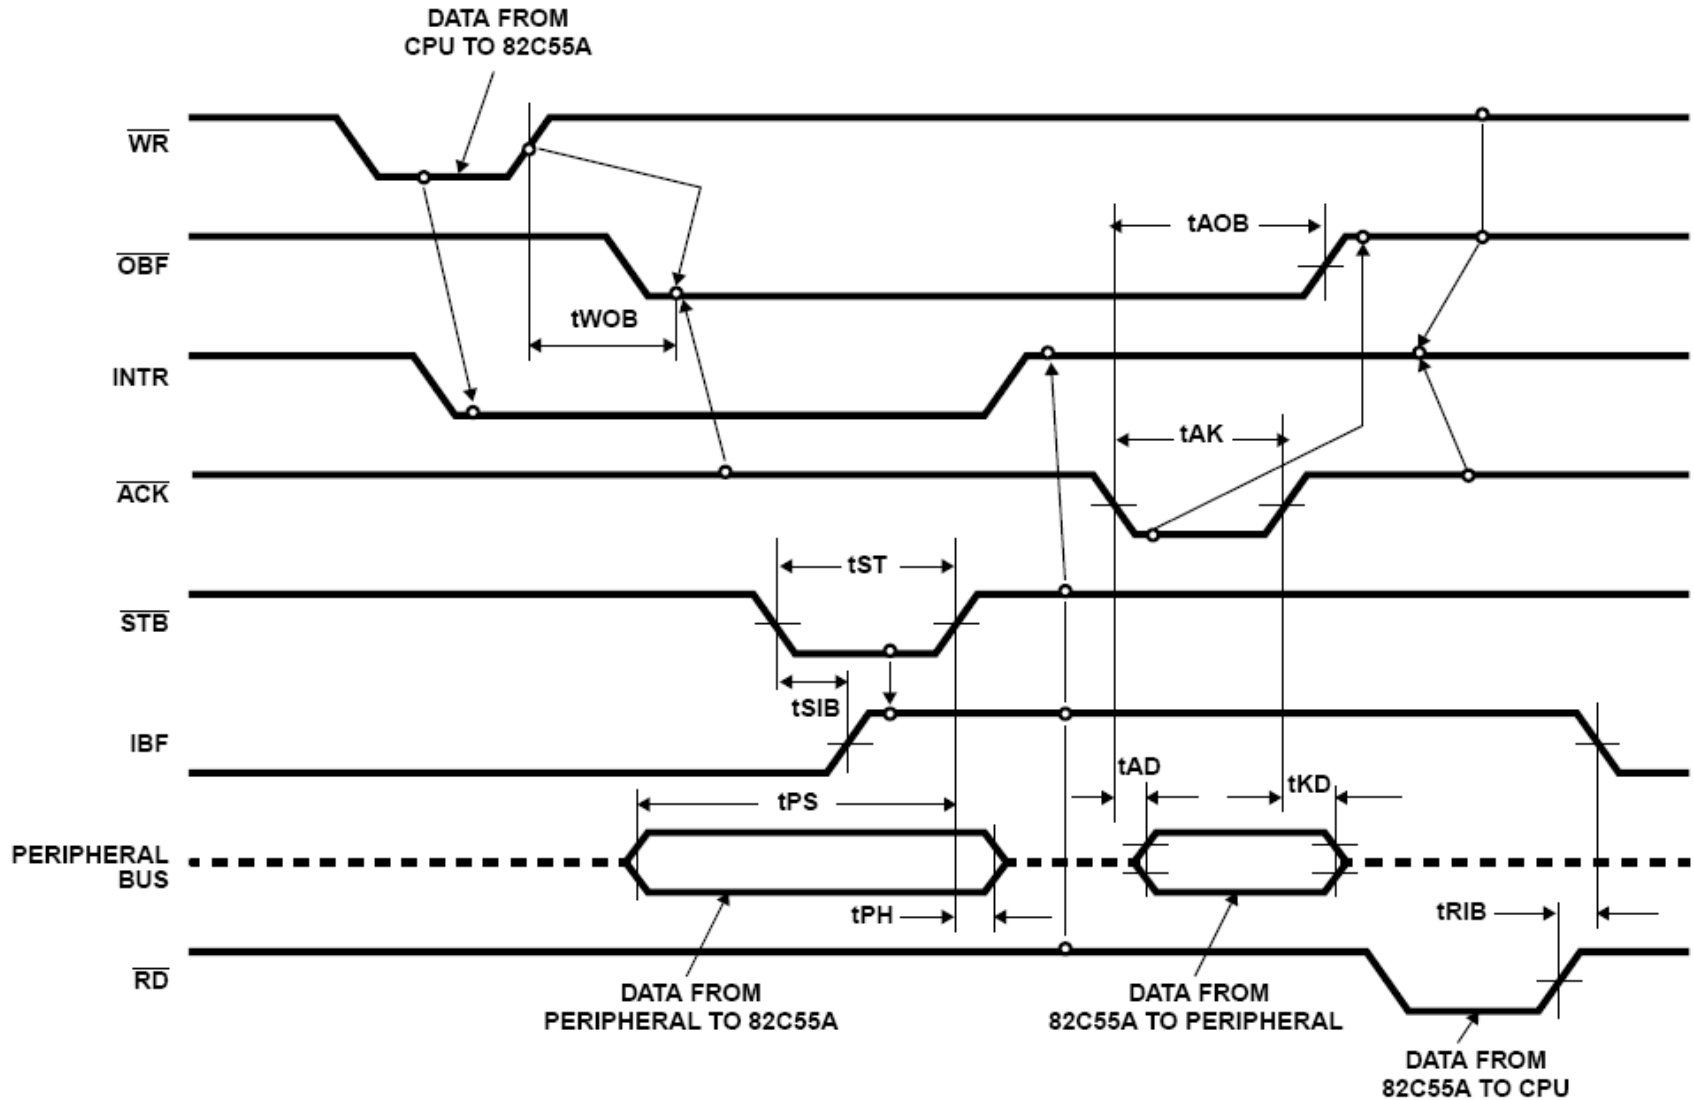 DATA FROM
CPU TO 82C55A
WR
tAOB
OBF
tWOB
INTR
tAK
ACK
tST
STB
tSIB
IBF
tAD
tKD
tPS
PERIPHERAL
BUS
tPH
tRIB
RD
DATA FROM
PERIPHERAL TO 82C55A
DATA FROM
82C55A TO PERIPHERAL
DATA FROM
82C55A TO CPU